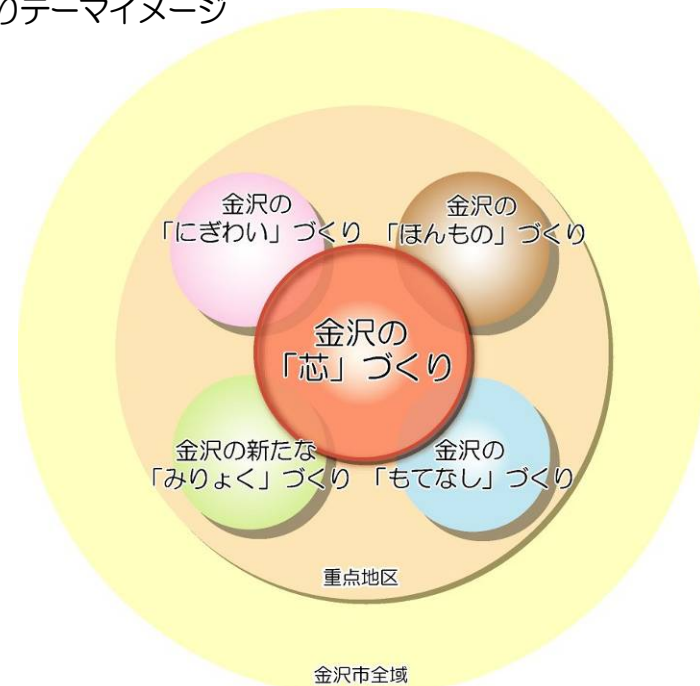 りテーマイメージ
金沢の
「にぎわい」づくり
金沢の
「ほんもの」づくり
金沢の
「芯」づくり
金沢の新たな
「みりょく」づくり
金沢の
「もてなし」づくり
重点地区
金沢市全域